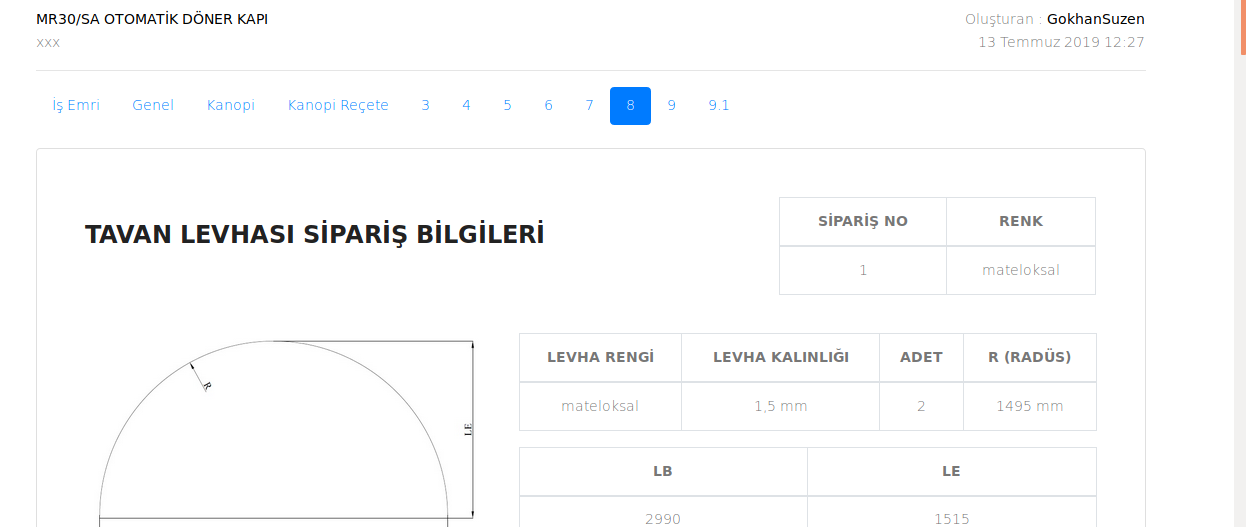 MR30/SA OTOMATİK DÖNER KAPI
Oluşturan : GokhanSuzen
xxx
13 Temmuz 2019 12:27
İş Emri Genel Kanopi Kanopi Reçete 3 4 5 6 7 8 9 9.1
TAVAN LEVHASI SİPARİŞ BİLGİLERİ
SİPARİŞ NO RENK
1 mateloksal
R
LE
LEVHA RENGİ LEVHA KALINLIĞI ADET R (RADÜS)
mateloksal 1,5 mm 2 1495 mm
LB LE
2990 1515